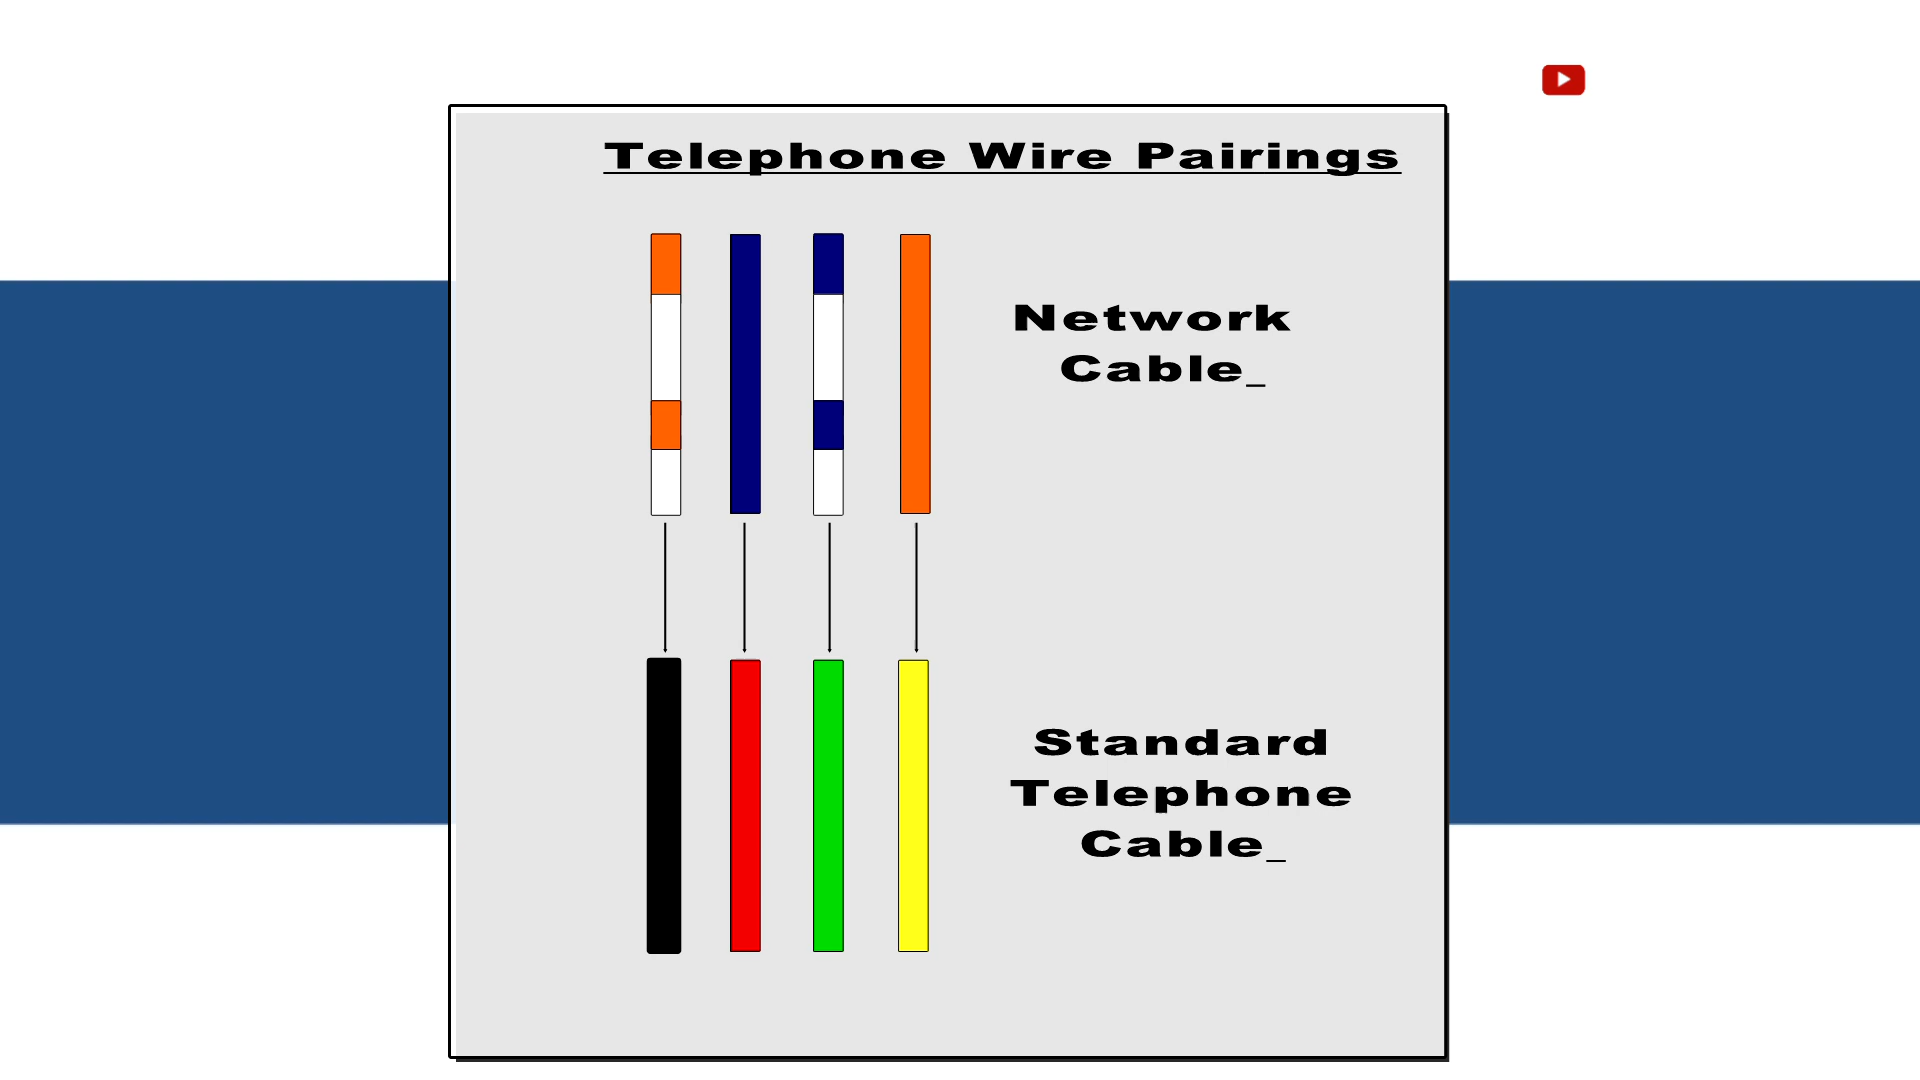 Telephone Wire Pairings
Network
Cable_
Standard
Telephone
Cable_